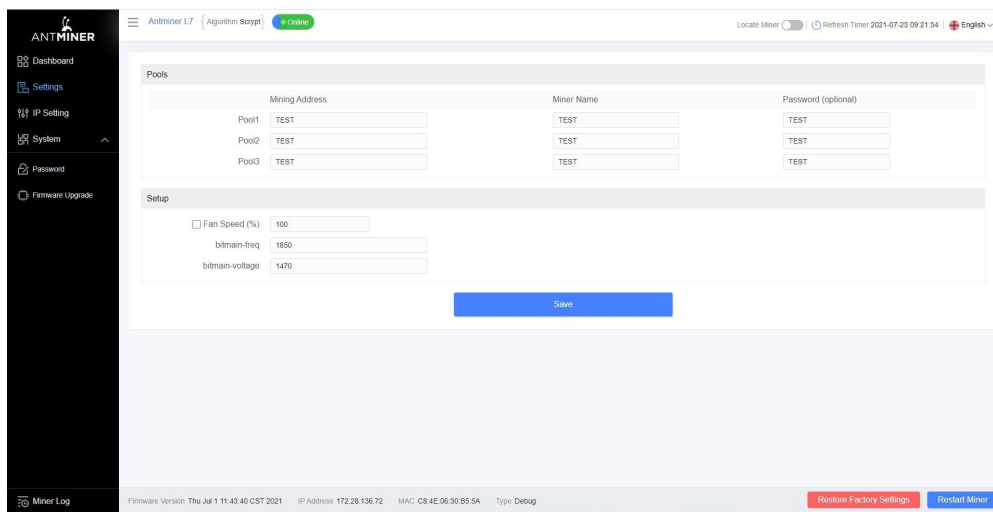 ANTMINER
Antminer L7 {Algorithm Scrypt} Online
Locate Miner Refresh Timer 2021-07-23 09:21:54 English
Dashboard
Settings
IP Setting
System
Password
Firmware Upgrade
Pools
Mining Address Miner Name Password (optional)
Pool1 TEST TEST TEST
Pool2 TEST TEST TEST
Pool3 TEST TEST TEST
Setup
Fan Speed (%) 100
bitmain-freq 1850
bitmain-voltage 1470
Save
Miner Log
Firmware Version Thu Jul 1 11:43:40 CST 2021 IP Address 172.28.136.72 MAC C8:4E:06:30:B5:5A Type Debug
Restore Factory Settings Restart Miner